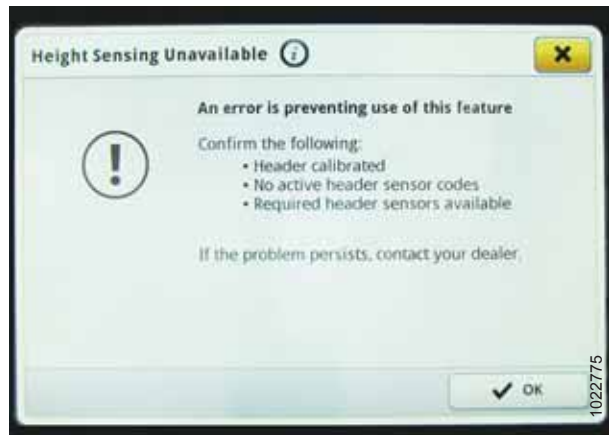 Height Sensing Unavailable
An error is preventing use of this feature
Confirm the following:
• Header calibrated
• No active header sensor codes
• Required header sensors available
If the problem persists, contact your dealer.
OK
1022775